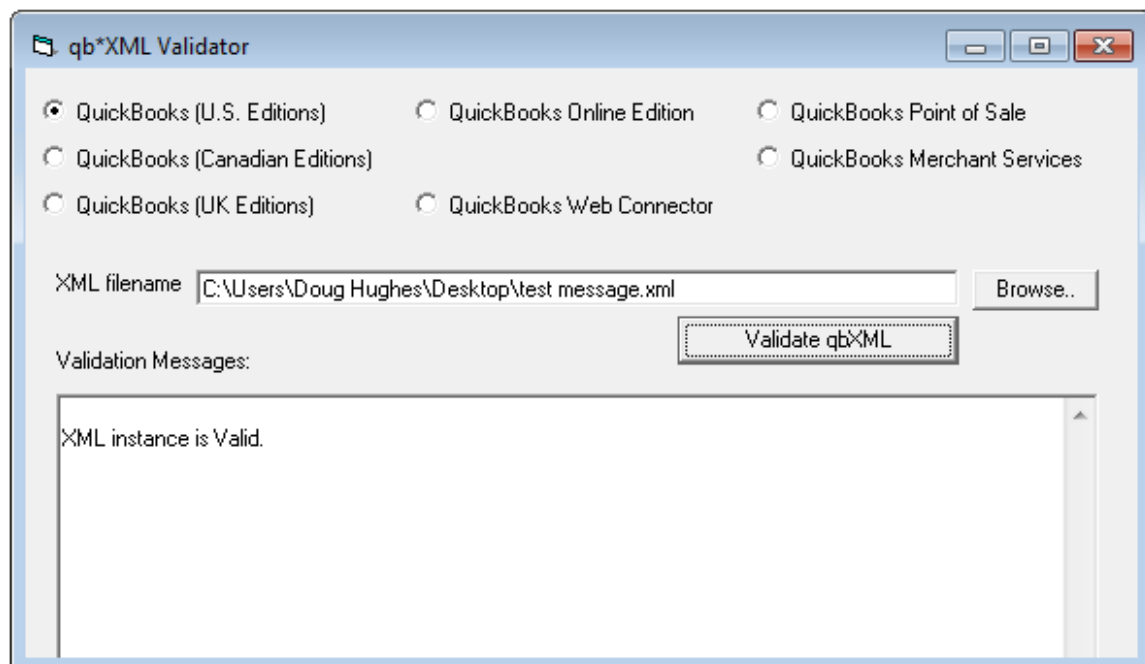 qb*XML Validator
QuickBooks (U.S. Editions) QuickBooks Online Edition QuickBooks Point of Sale
QuickBooks (Canadian Editions) QuickBooks Merchant Services
QuickBooks (UK Editions) QuickBooks Web Connector
XML filename C:\Users\Doug Hughes\Desktop\test message.xml Browse..
Validate qbXML
Validation Messages:
XML instance is Valid.